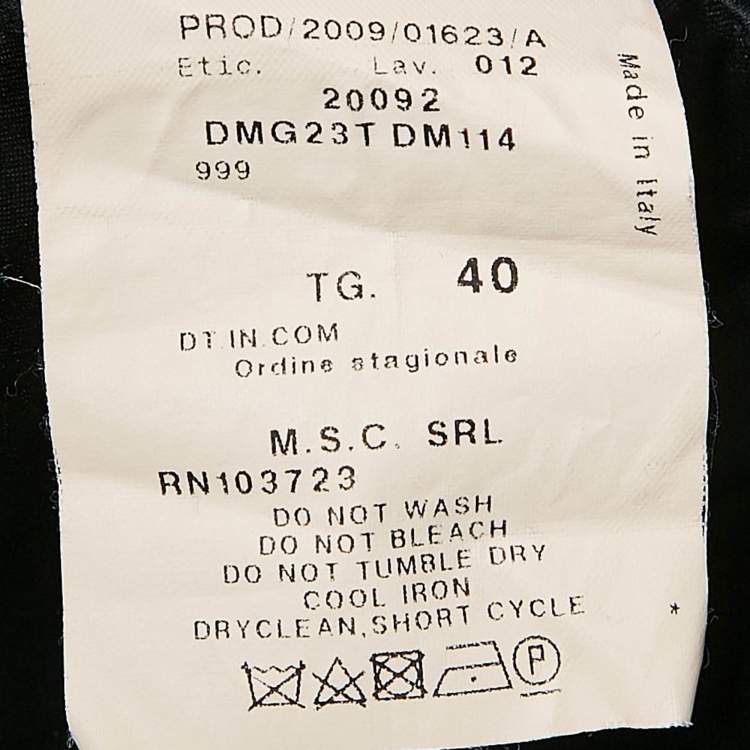 PROD/2009/01623/A
Etic. Lav. 012
20092
DMG23T DM114
999
Made in Italy
TG. 40
DT.IN.COM
Ordine stagionale
M.S.C. SRL
RN103723
DO NOT WASH
DO NOT BLEACH
DO NOT TUMBLE DRY
COOL IRON
DRYCLEAN,SHORT CYCLE *
P